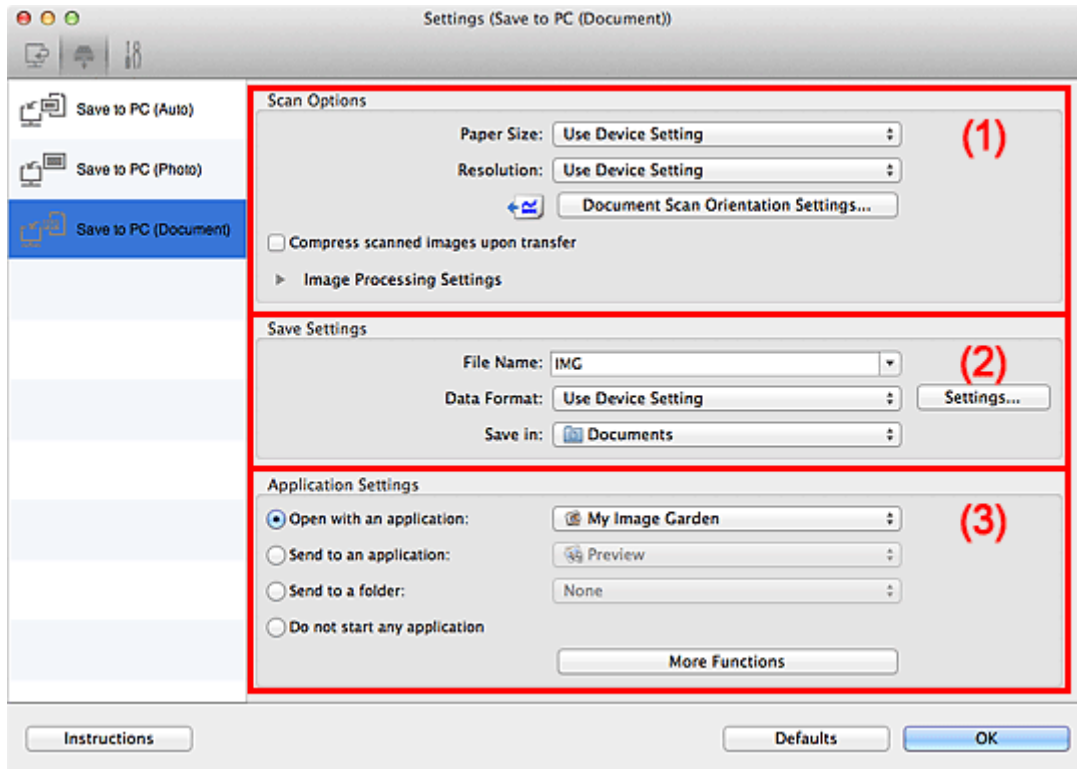 Settings (Save to PC (Document))
Save to PC (Auto)
Save to PC (Photo)
Save to PC (Document)
Scan Options
(1)
Paper Size: Use Device Setting
Resolution: Use Device Setting
Document Scan Orientation Settings...
Compress scanned images upon transfer
Image Processing Settings
Save Settings
(2)
File Name: IMG
Data Format: Use Device Setting Settings...
Save in: Documents
Application Settings
(3)
Open with an application: My Image Garden
Send to an application: Preview
Send to a folder: None
Do not start any application
More Functions
Instructions Defaults OK